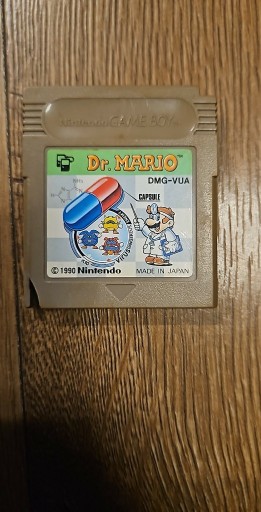 Nintendo GAME BOY
Dr. MARIO
DMG-VUA
CAPSULE
© 1990 Nintendo
MADE IN JAPAN